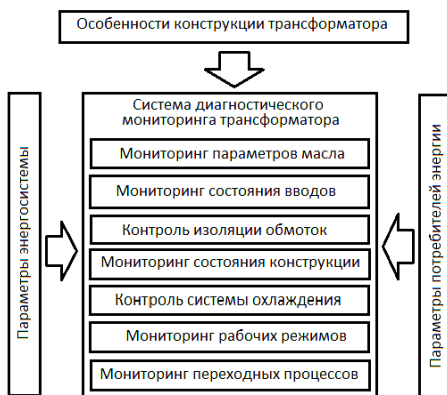 Особенности конструкции трансформатора
Система диагностического
мониторинга трансформатора
Мониторинг параметров масла
Мониторинг состояния вводов
Контроль изоляции обмоток
Мониторинг состояния конструкции
Контроль системы охлаждения
Мониторинг рабочих режимов
Мониторинг переходных процессов
Параметры энергосистемы
Параметры потребителей энергии